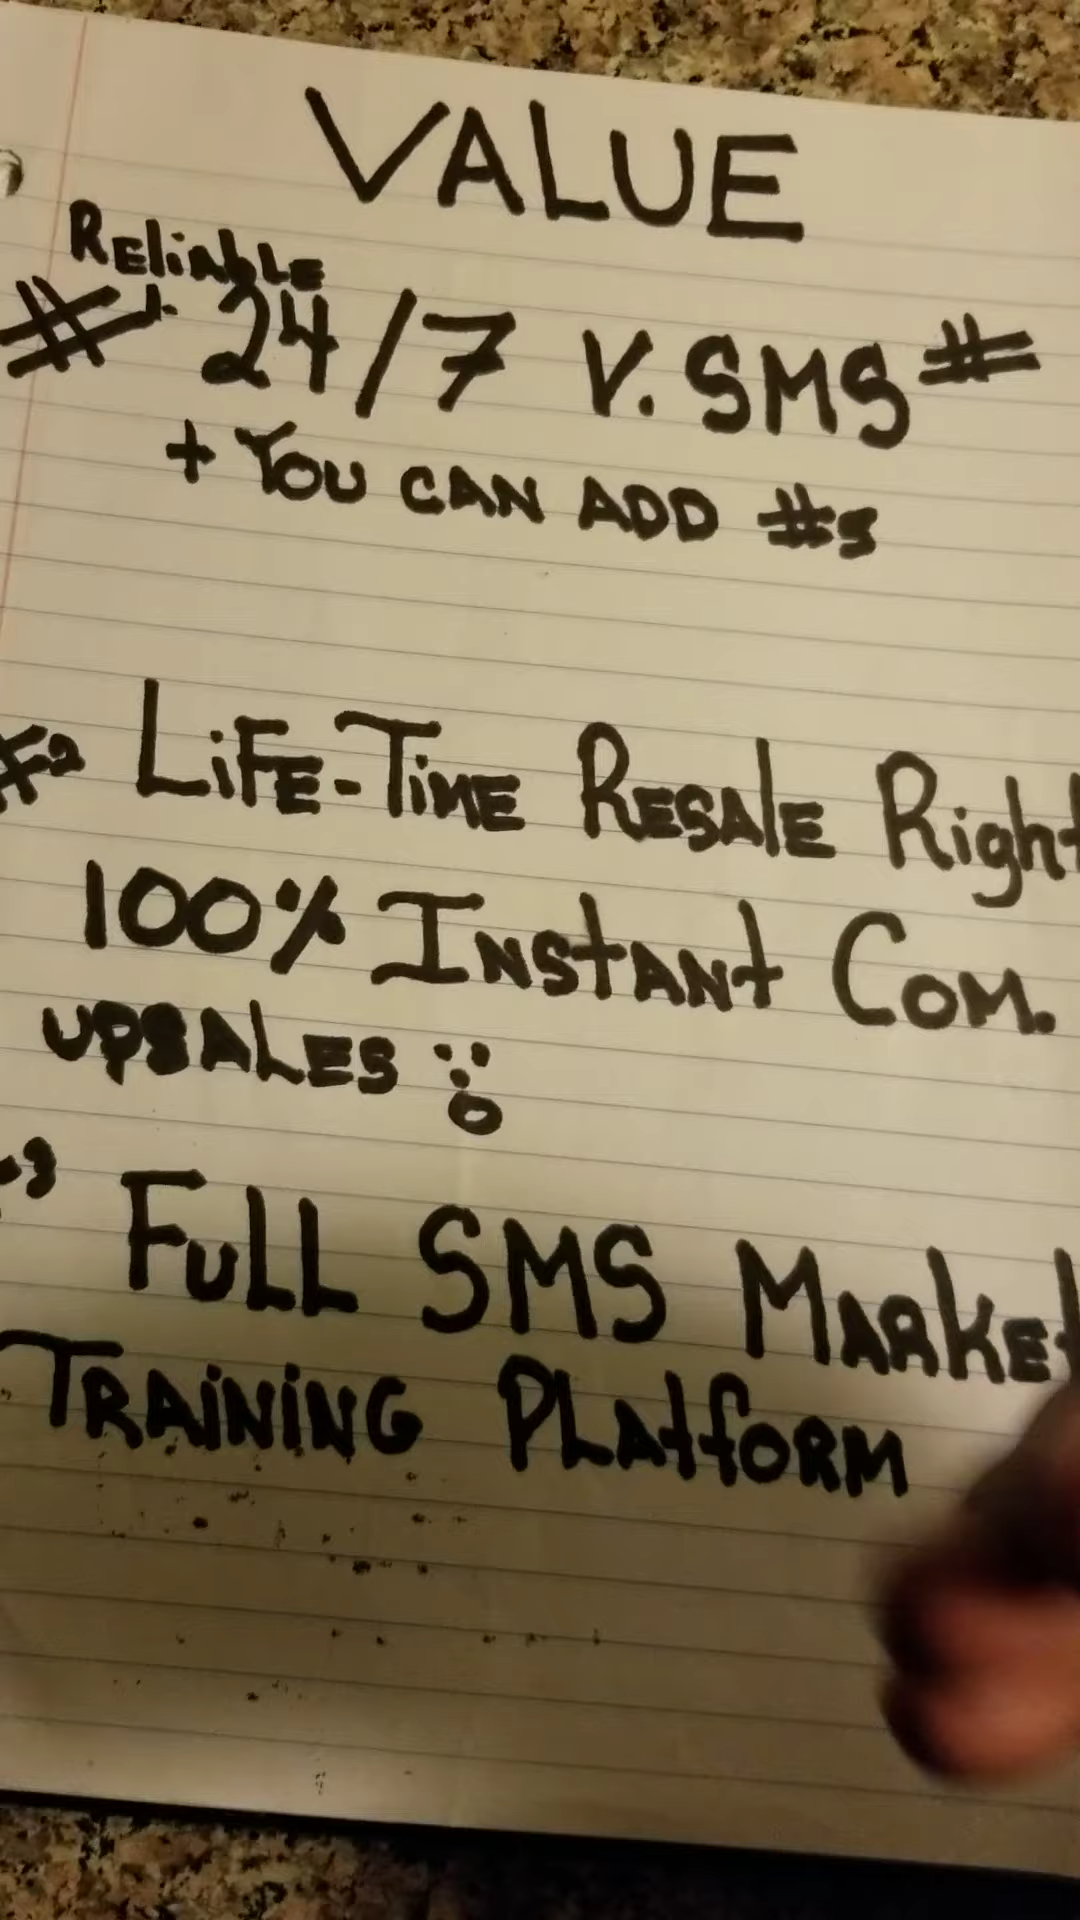 VALUE
Reliable
#1. 24/7 V. SMS #
+ You CAN ADD #s
#2 LiFE-TiME RESAlE Right
100% InstAnt Com.
UPSALES
3 FuLL SMS MArket
TRAiNiNG PLAtfORM